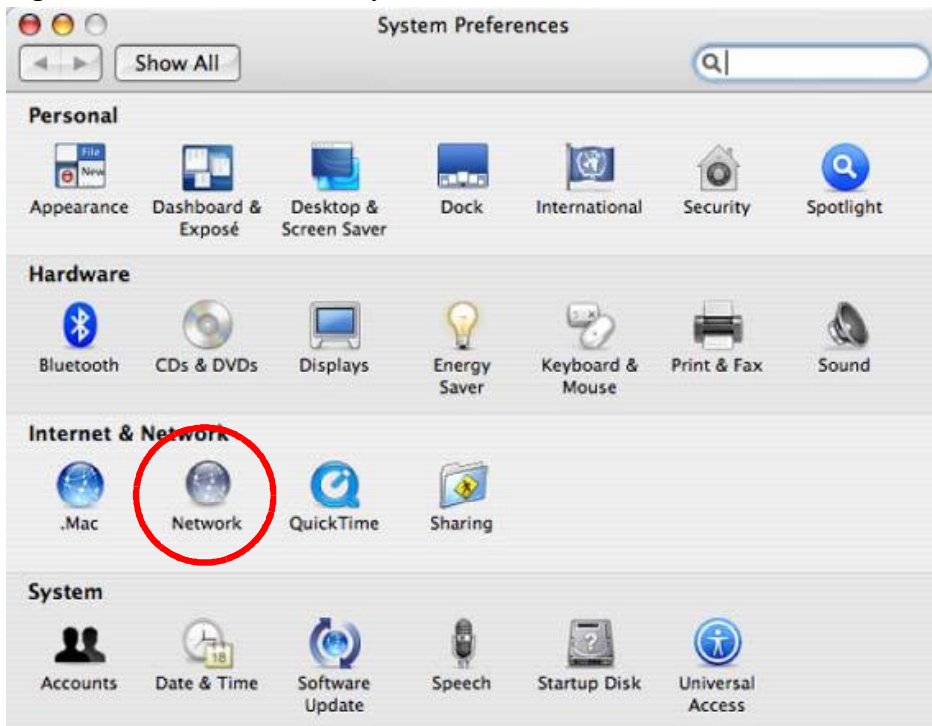 System Preferences
Show All
Personal
File
New
Appearance
Dashboard &
Exposé
Desktop &
Screen Saver
Dock
International
Security
Spotlight
Hardware
Bluetooth
CDs & DVDs
Displays
Energy
Saver
Keyboard &
Mouse
Print & Fax
Sound
Internet & Network
.Mac
Network
QuickTime
Sharing
System
18
?
Accounts
Date & Time
Software
Update
Speech
Startup Disk
Universal
Access